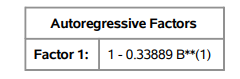 Autoregressive Factors
Factor 1: 1 - 0.33889 B**(1)